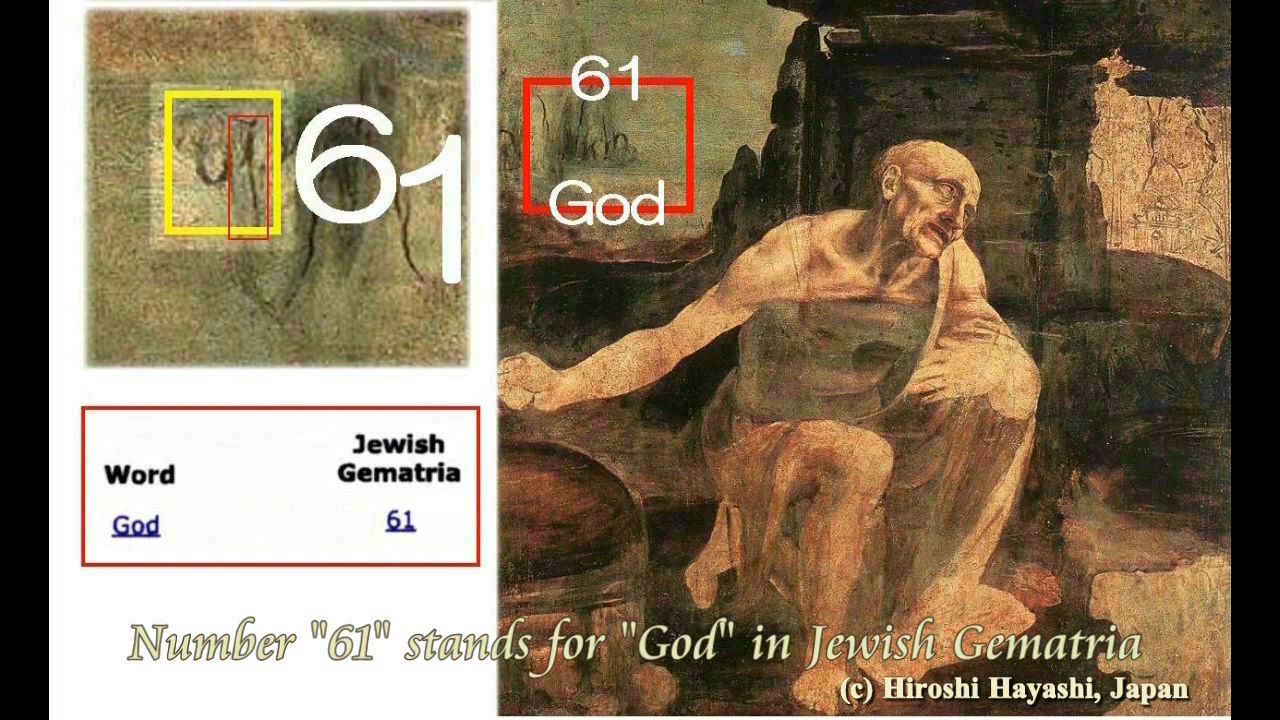 61
61
God
Word
Jewish
Gematria
God
61
Number "61" stands for "God" in Jewish Gematria
(c) Hiroshi Hayashi, Japan